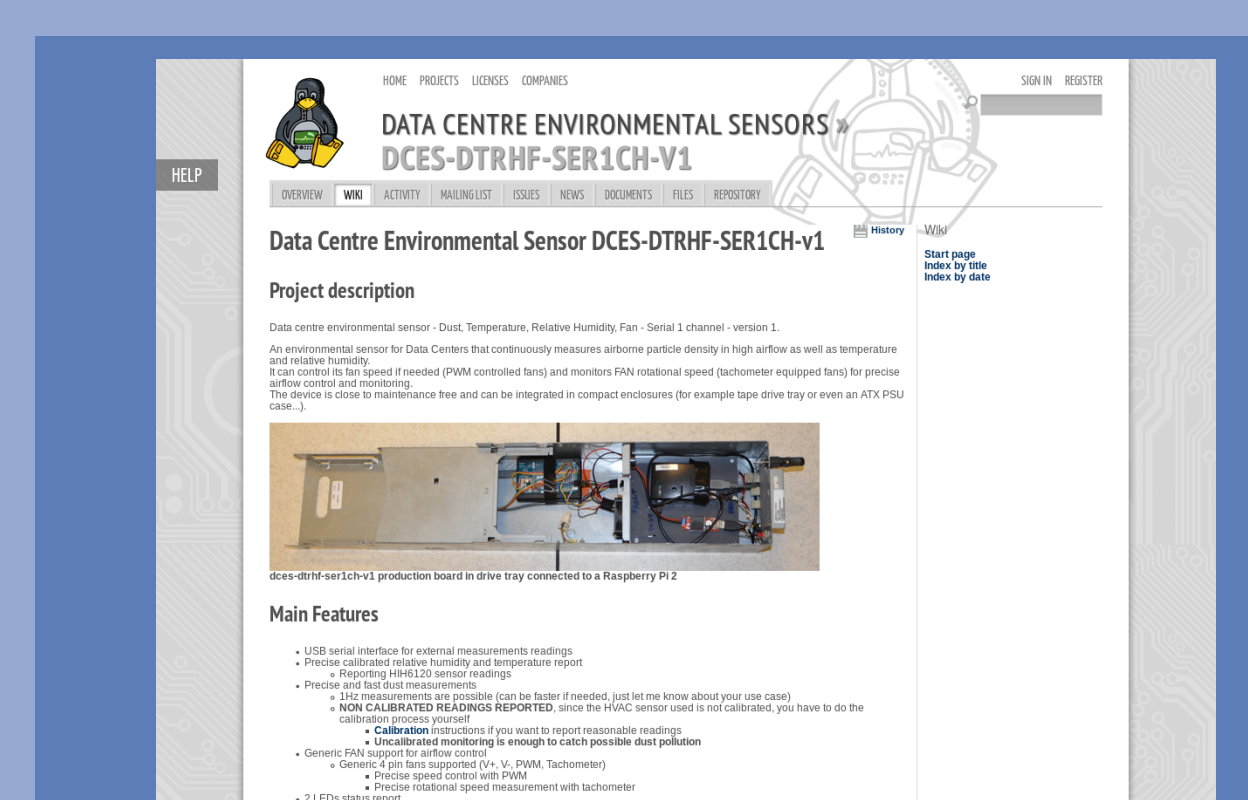 HOME PROJECTS LICENSES COMPANIES
SIGN IN REGISTER
DATA CENTRE ENVIRONMENTAL SENSORS »
DCES-DTRHF-SER1CH-V1
HELP
OVERVIEW WIKI ACTIVITY MAILING LIST ISSUES NEWS DOCUMENTS FILES REPOSITORY
Data Centre Environmental Sensor DCES-DTRHF-SER1CH-v1
History
Wiki
Start page
Index by title
Index by date
Project description
Data centre environmental sensor - Dust, Temperature, Relative Humidity, Fan - Serial 1 channel - version 1.
An environmental sensor for Data Centers that continuously measures airborne particle density in high airflow as well as temperature
and relative humidity.
It can control its fan speed if needed (PWM controlled fans) and monitors FAN rotational speed (tachometer equipped fans) for precise
airflow control and monitoring.
The device is close to maintenance free and can be integrated in compact enclosures (for example tape drive tray or even an ATX PSU
case...).
dces-dtrhf-ser1ch-v1 production board in drive tray connected to a Raspberry Pi 2
Main Features
USB serial interface for external measurements readings
Precise calibrated relative humidity and temperature report
Reporting HIH6120 sensor readings
Precise and fast dust measurements
1Hz measurements are possible (can be faster if needed, just let me know about your use case)
NON CALIBRATED READINGS REPORTED, since the HVAC sensor used is not calibrated, you have to do the
calibration process yourself
Calibration instructions if you want to report reasonable readings
Uncalibrated monitoring is enough to catch possible dust pollution
Generic FAN support for airflow control
Generic 4 pin fans supported (V+, V-, PWM, Tachometer)
Precise speed control with PWM
Precise rotational speed measurement with tachometer
2 LEDs status report